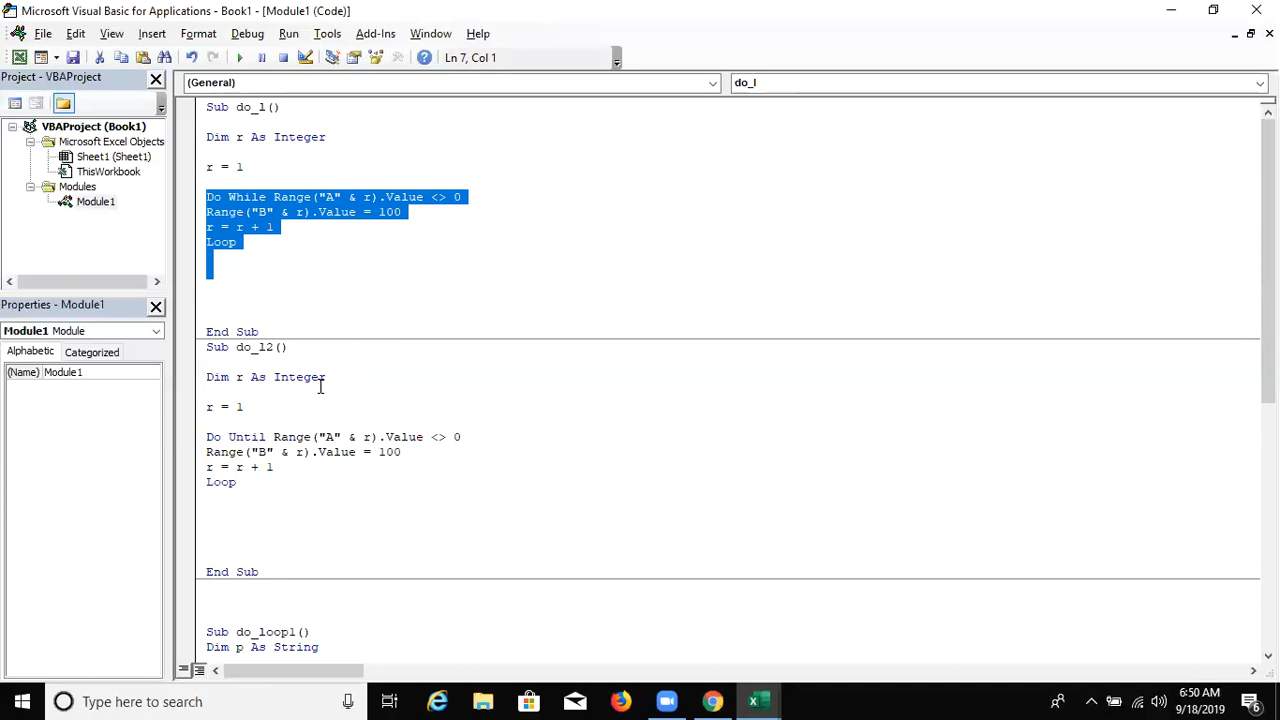 Microsoft Visual Basic for Applications - Book1 - [Module1 (Code)]
File Edit View Insert Format Debug Run Tools Add-Ins Window Help
Ln 7, Col 1
Project - VBAProject
(General)
do_l
VBAProject (Book1)
Microsoft Excel Objects
Sheet1 (Sheet1)
ThisWorkbook
Modules
Module1
Properties - Module1
Module1 Module
Alphabetic Categorized
(Name) Module1
Sub do_l()
Dim r As Integer
r = 1
Do While Range("A" & r).Value <> 0
Range("B" & r).Value = 100
r = r + 1
Loop
End Sub
Sub do_l2()
Dim r As Integer
r = 1
Do Until Range("A" & r).Value <> 0
Range("B" & r).Value = 100
r = r + 1
Loop
End Sub
Sub do_loop1()
Dim p As String
Type here to search
6:50 AM
9/18/2019
6